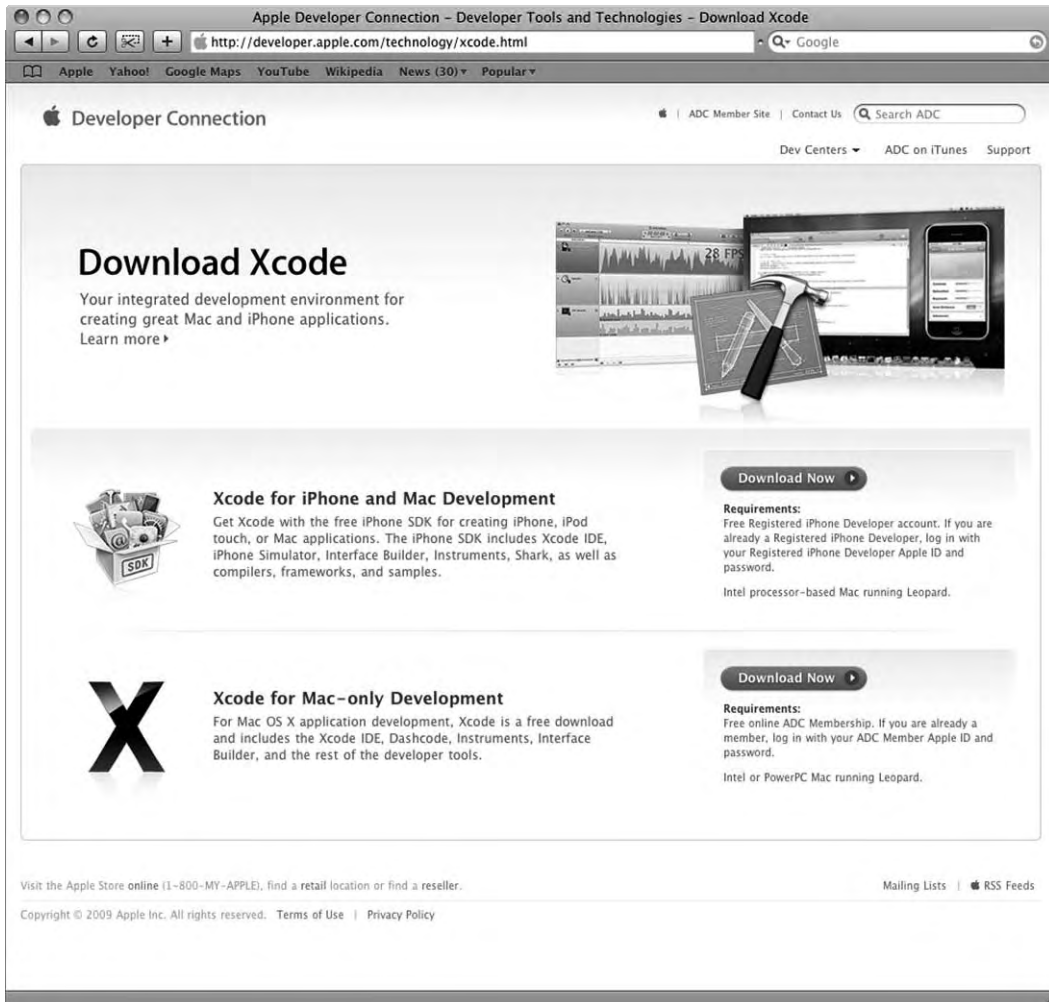 Apple Developer Connection – Developer Tools and Technologies – Download Xcode
http://developer.apple.com/technology/xcode.html
Google
Apple Yahoo! Google Maps YouTube Wikipedia News (30) Popular
Developer Connection
ADC Member Site | Contact Us
Search ADC
Dev Centers ADC on iTunes Support
Download Xcode
Your integrated development environment for
creating great Mac and iPhone applications.
Learn more
28 FPS
Xcode for iPhone and Mac Development
Get Xcode with the free iPhone SDK for creating iPhone, iPod
touch, or Mac applications. The iPhone SDK includes Xcode IDE,
iPhone Simulator, Interface Builder, Instruments, Shark, as well as
compilers, frameworks, and samples.
SDK
Download Now
Requirements:
Free Registered iPhone Developer account. If you are
already a Registered iPhone Developer, log in with
your Registered iPhone Developer Apple ID and
password.
Intel processor-based Mac running Leopard.
X
Xcode for Mac-only Development
For Mac OS X application development, Xcode is a free download
and includes the Xcode IDE, Dashcode, Instruments, Interface
Builder, and the rest of the developer tools.
Download Now
Requirements:
Free online ADC Membership. If you are already a
member, log in with your ADC Member Apple ID and
password.
Intel or PowerPC Mac running Leopard.
Visit the Apple Store online (1-800-MY-APPLE), find a retail location or find a reseller.
Mailing Lists | RSS Feeds
Copyright © 2009 Apple Inc. All rights reserved. Terms of Use | Privacy Policy